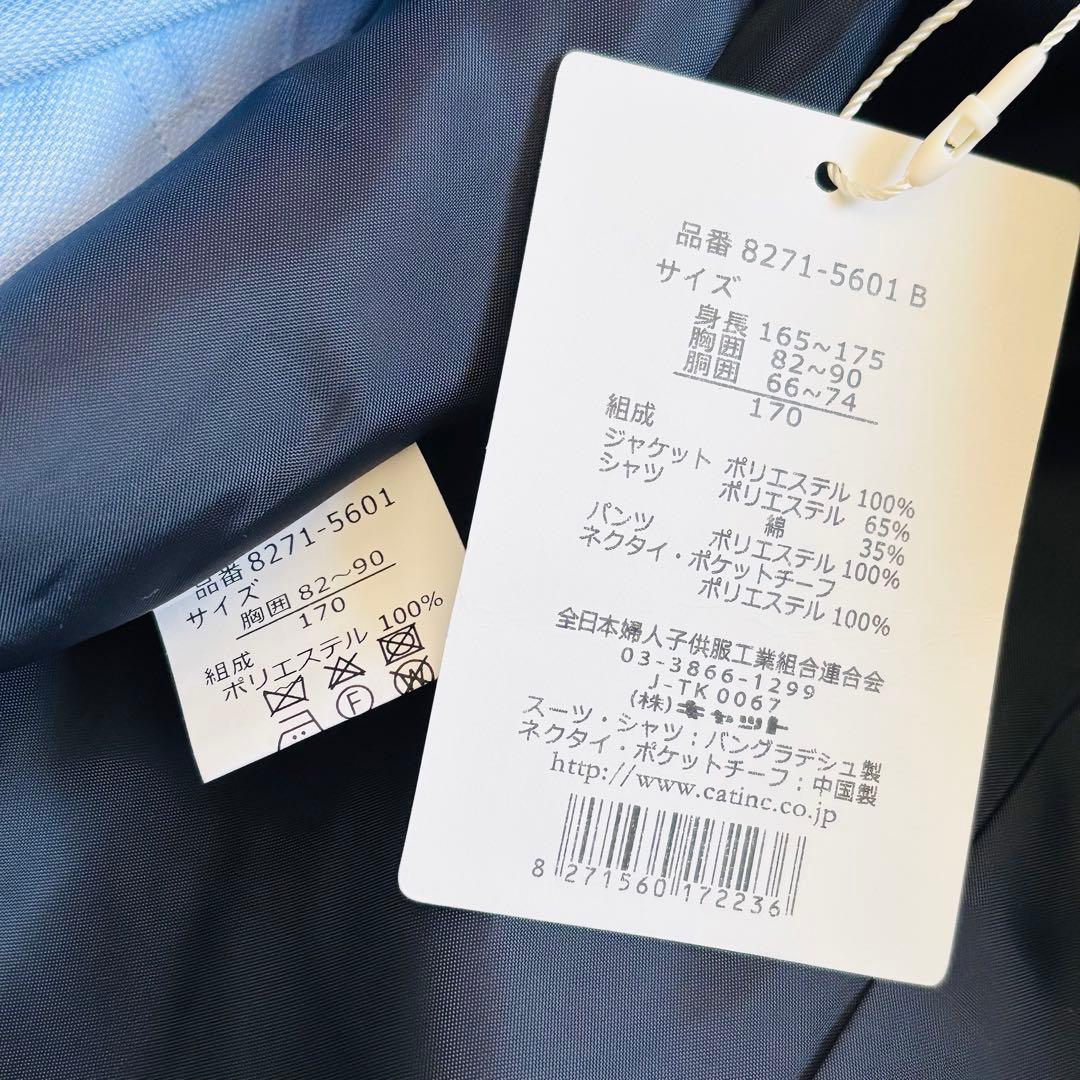 品番 8271-5601 B
サイズ
身長 165~175
胸囲 82~90
胴囲 66~74
170
組成
ジャケット ポリエステル 100%
シャツ ポリエステル 65%
綿 35%
パンツ ポリエステル 100%
ネクタイ・ポケットチーフ
ポリエステル 100%
全日本婦人子供服工業組合連合会
03-3866-1299
J-TK0067
(株)
スーツ・シャツ:バングラデシュ製
ネクタイ・ポケットチーフ:中国製
http://www.catinc.co.jp
8 271560 172236
品番 8271-5601
サイズ
胸囲 82~90
170
組成
ポリエステル 100%
F